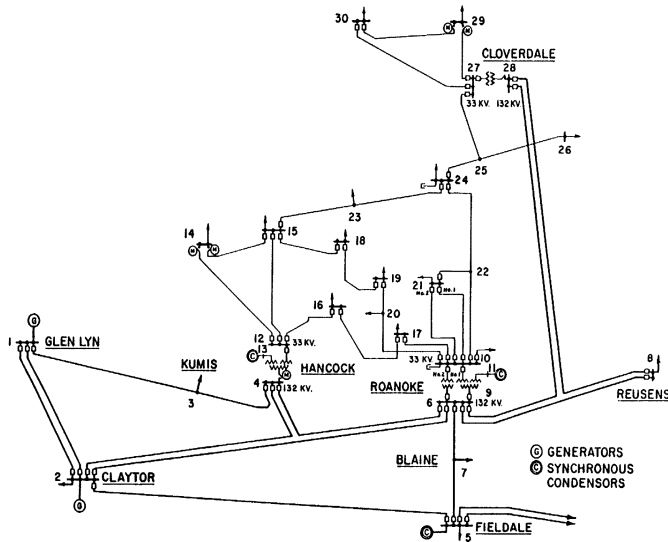 30
29
CLOVERDALE
27
28
33 KV.
132 KV.
26
25
24
23
14
15
18
22
19
21
No.2
No.1
16
20
17
12
33 KV.
13
HANCOCK
33 KV.
10
1
GLEN LYN
G
KUMIS
C
M
4
132 KV.
3
ROANOKE
No.2
No.1
11
C
9
6
132 KV.
8
REUSENS
2
CLAYTOR
G
BLAINE
7
G GENERATORS
C SYNCHRONOUS
CONDENSORS
C
5
FIELDALE